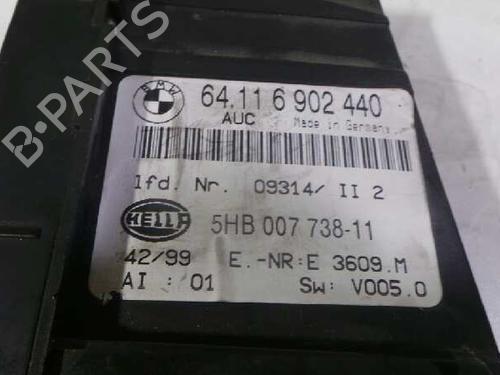 BMW
64.11 6 902 440
AUC Made in Germany
lfd. Nr. 09314/ II 2
HELLA
5HB 007 738-11
42/99 E.-NR:E 3609.M
AI : 01 SW: V005.0
B PARTS